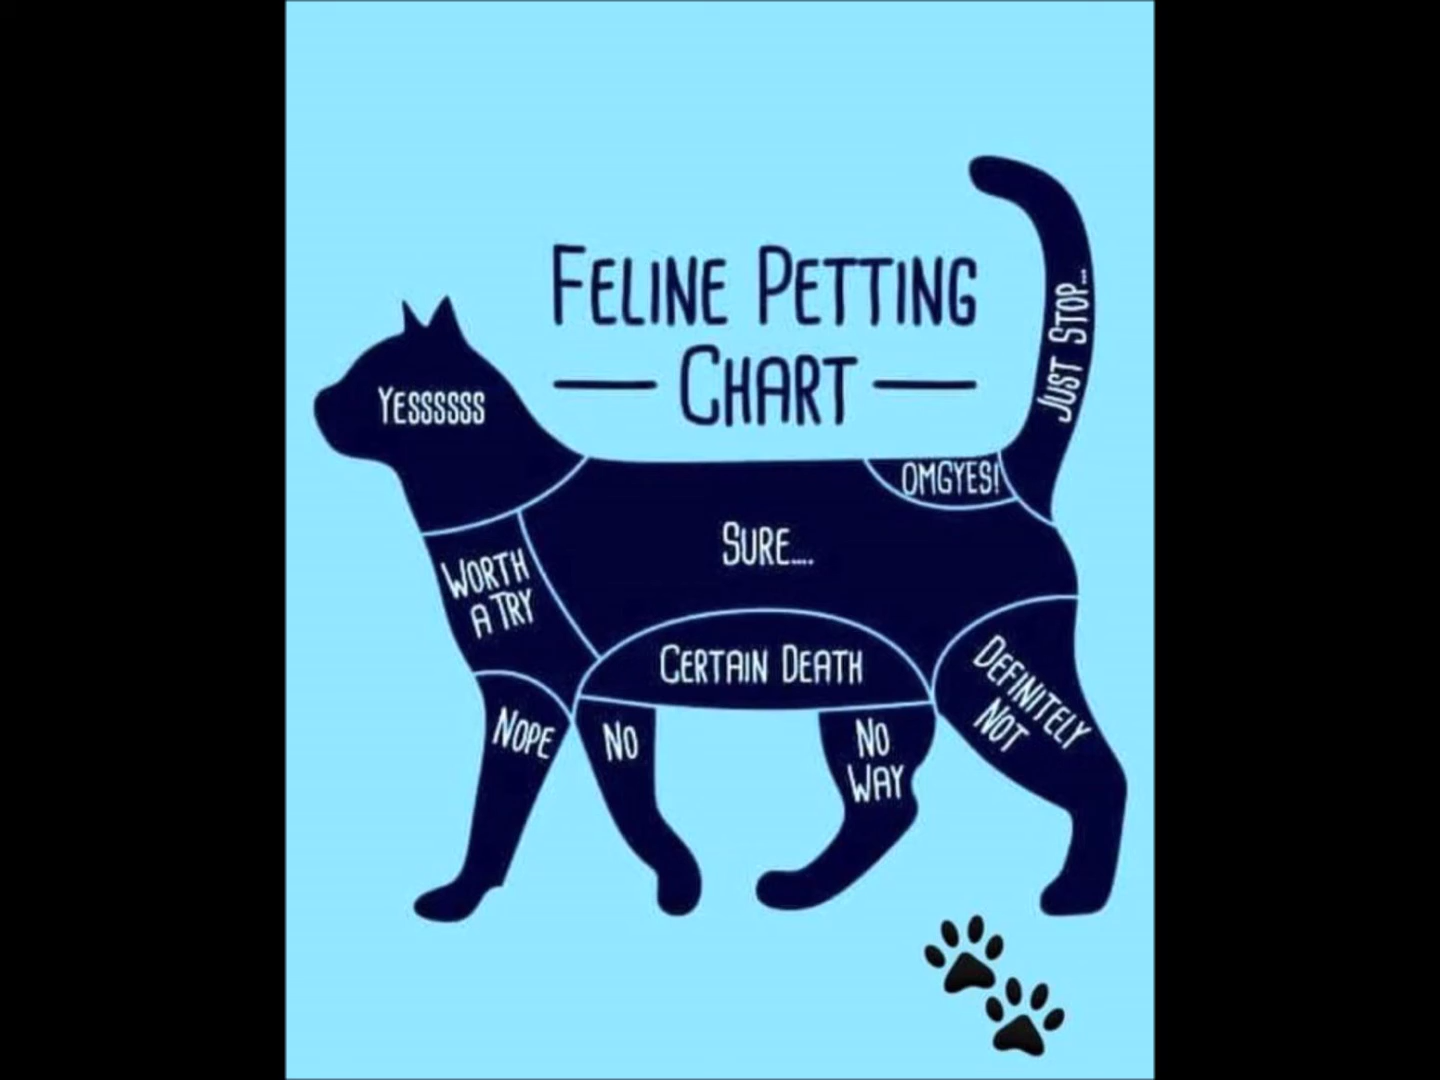 FELINE PETTING
CHART
JUST STOP...
YESSSSSS
OMGYES!
SURE....
WORTH
A TRY
CERTAIN DEATH
DEFINITELY
NOT
NOPE
NO
NO
WAY